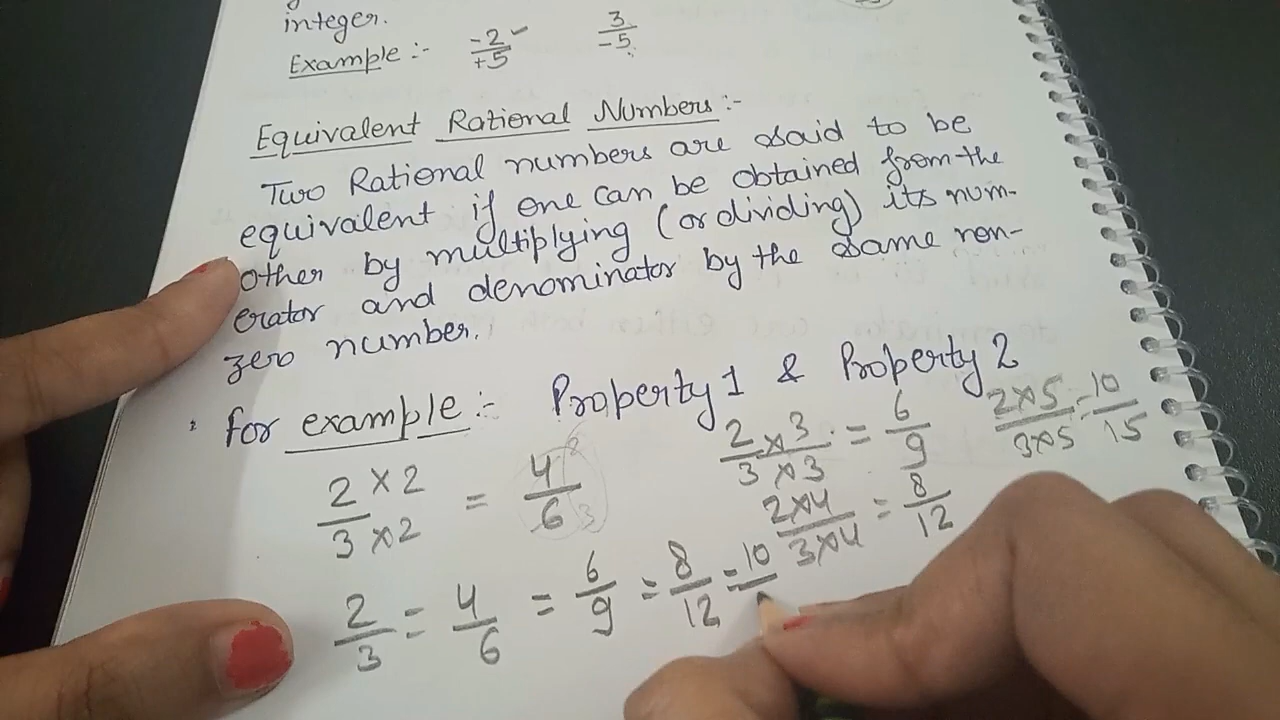 integer.
Example :- -2/+5 3/-5
Equivalent Rational Numbers :-
Two Rational numbers are said to be
equivalent if one can be obtained from the
other by multiplying (or dividing) its num-
erator and denominator by the same non-
zero number.
for example :- Property 1 & Property 2
2/3 × 3/× 3 = 6/9
2×5/3×5 = 10/15
2 × 2/3 × 2 = 4/6
2×4/3×4 = 8/12
2/3 = 4/6 = 6/9 = 8/12 = 10/